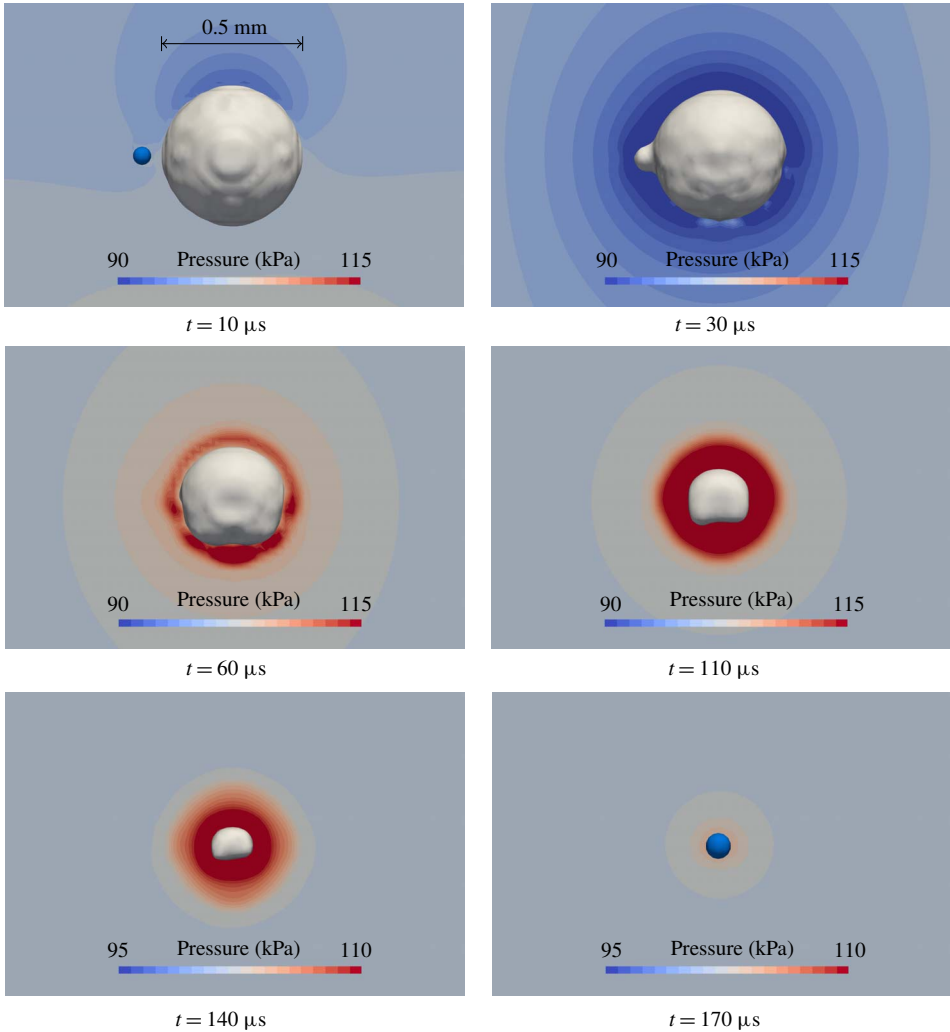 0.5 mm
Pressure (kPa)
90 115
t = 10 μs
Pressure (kPa)
90 115
t = 30 μs
Pressure (kPa)
90 115
t = 60 μs
Pressure (kPa)
90 115
t = 110 μs
95 Pressure (kPa) 110
t = 140 μs
95 Pressure (kPa) 110
t = 170 μs